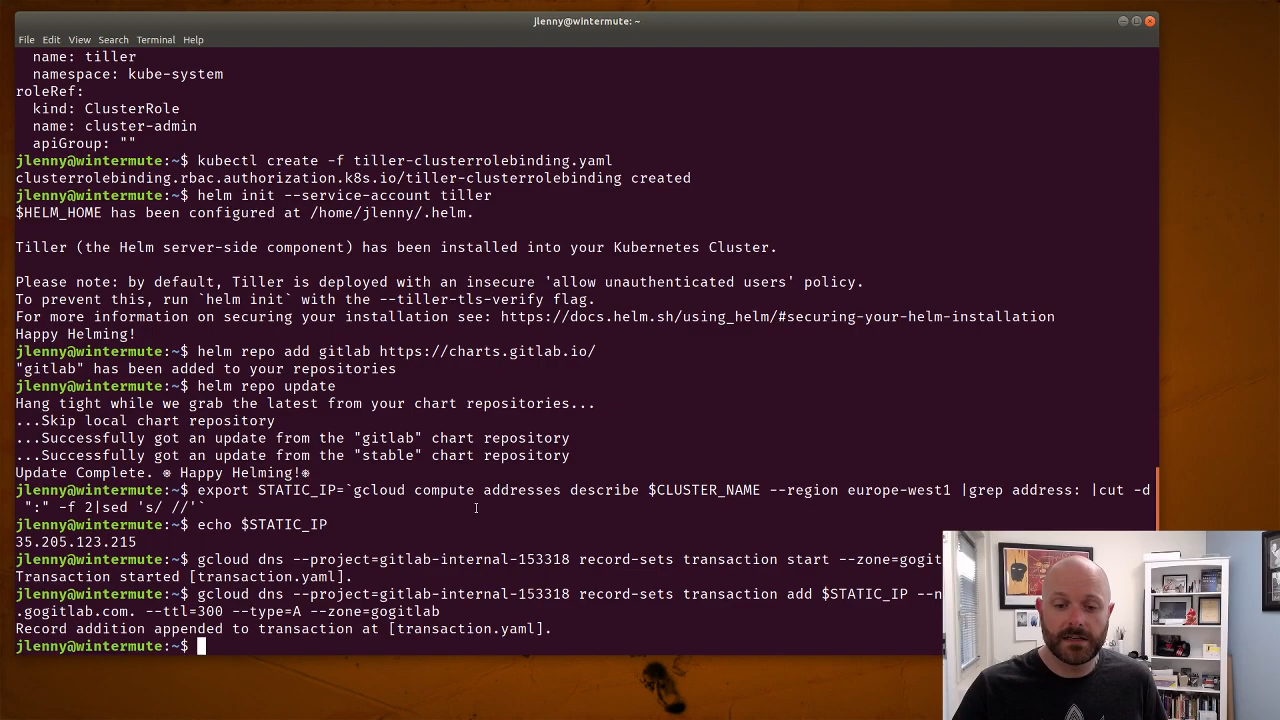 jlenny@wintermute: ~
File Edit View Search Terminal Help
name: tiller
namespace: kube-system
roleRef:
kind: ClusterRole
name: cluster-admin
apiGroup: ""
jlenny@wintermute:~$ kubectl create -f tiller-clusterrolebinding.yaml
clusterrolebinding.rbac.authorization.k8s.io/tiller-clusterrolebinding created
jlenny@wintermute:~$ helm init --service-account tiller
$HELM_HOME has been configured at /home/jlenny/.helm.
Tiller (the Helm server-side component) has been installed into your Kubernetes Cluster.
Please note: by default, Tiller is deployed with an insecure 'allow unauthenticated users' policy.
To prevent this, run `helm init` with the --tiller-tls-verify flag.
For more information on securing your installation see: https://docs.helm.sh/using_helm/#securing-your-helm-installation
Happy Helming!
jlenny@wintermute:~$ helm repo add gitlab https://charts.gitlab.io/
"gitlab" has been added to your repositories
jlenny@wintermute:~$ helm repo update
Hang tight while we grab the latest from your chart repositories...
...Skip local chart repository
...Successfully got an update from the "gitlab" chart repository
...Successfully got an update from the "stable" chart repository
Update Complete. ⎈ Happy Helming!⎈
jlenny@wintermute:~$ export STATIC_IP=`gcloud compute addresses describe $CLUSTER_NAME --region europe-west1 |grep address: |cut -d
":" -f 2|sed 's/ //'`
jlenny@wintermute:~$ echo $STATIC_IP
35.205.123.215
jlenny@wintermute:~$ gcloud dns --project=gitlab-internal-153318 record-sets transaction start --zone=gogit
Transaction started [transaction.yaml].
jlenny@wintermute:~$ gcloud dns --project=gitlab-internal-153318 record-sets transaction add $STATIC_IP --n
.gogitlab.com. --ttl=300 --type=A --zone=gogitlab
Record addition appended to transaction at [transaction.yaml].
jlenny@wintermute:~$